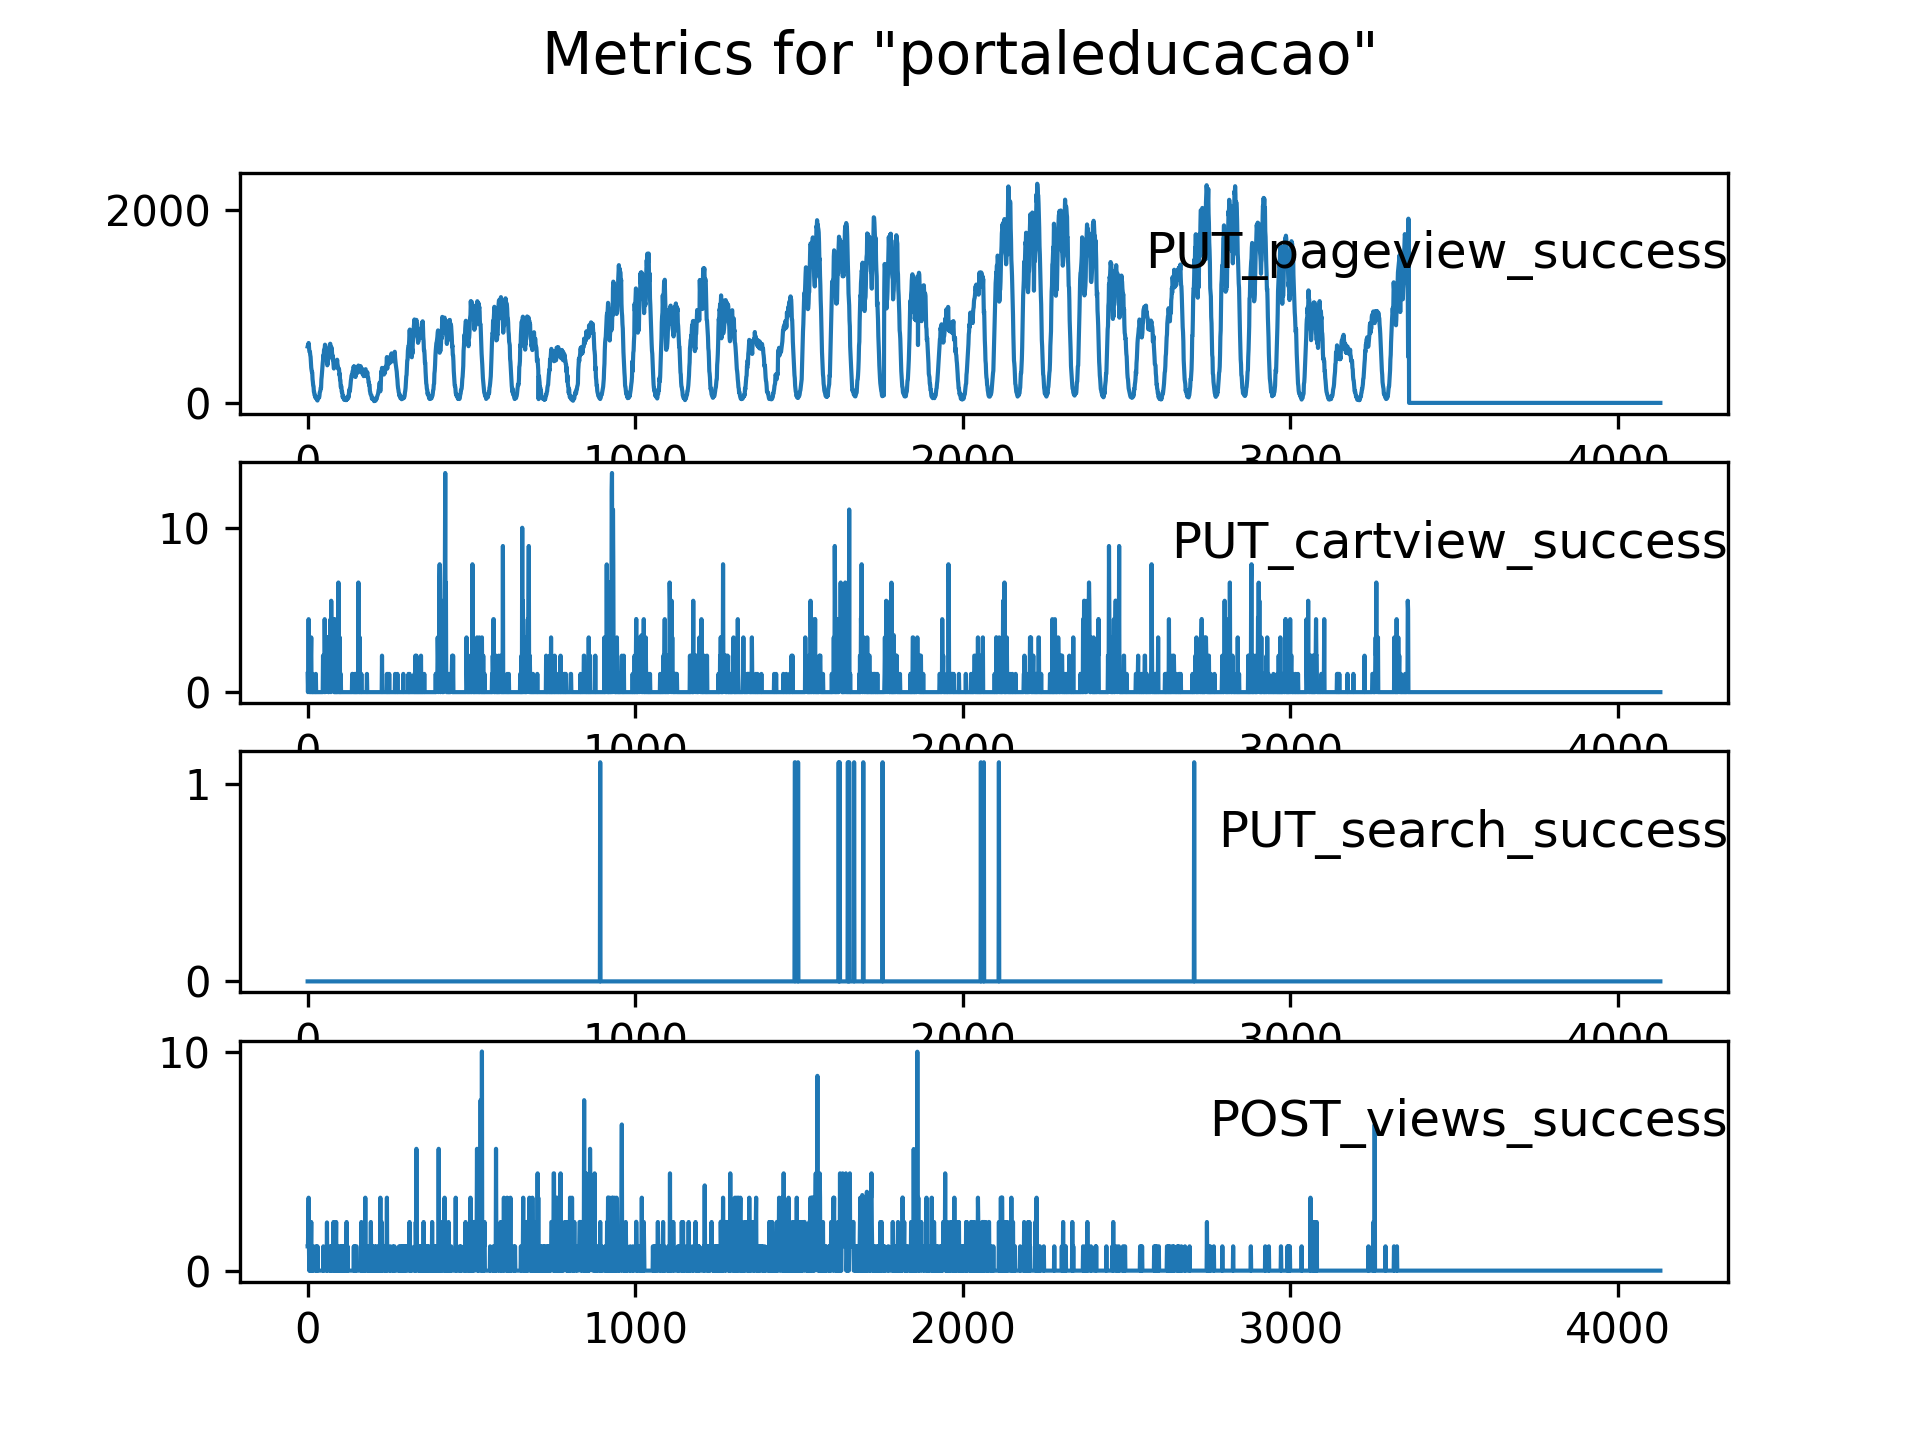 Metrics for "portaleducacao"
2000
PUT_pageview_success
0
0 1000 2000 3000 4000
10
PUT_cartview_success
0
0 1000 2000 3000 4000
1
PUT_search_success
0
0 1000 2000 3000 4000
10
POST_views_success
0
0 1000 2000 3000 4000